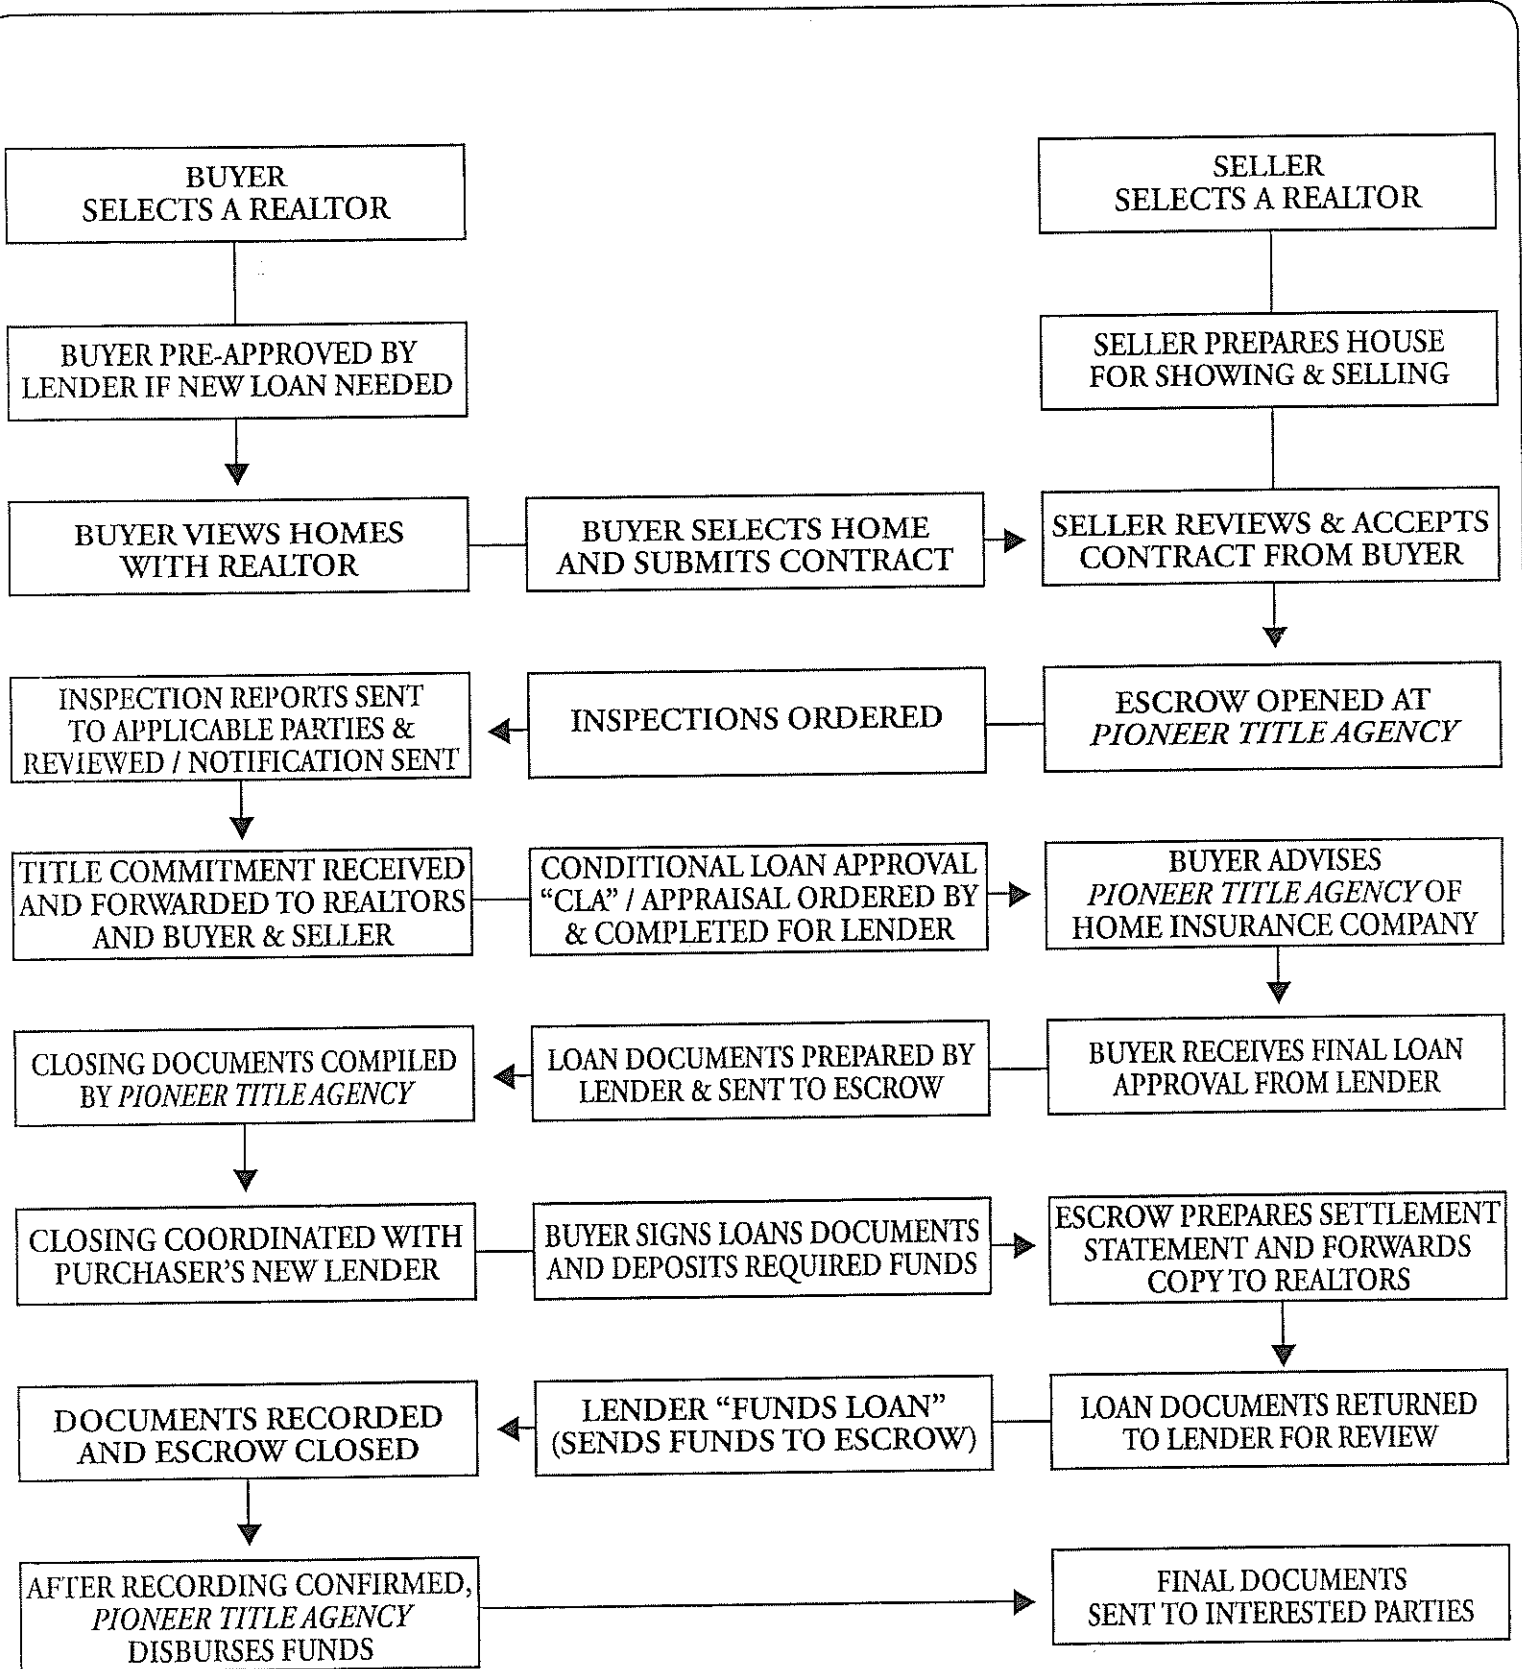 BUYER
SELECTS A REALTOR
SELLER
SELECTS A REALTOR
BUYER PRE-APPROVED BY
LENDER IF NEW LOAN NEEDED
SELLER PREPARES HOUSE
FOR SHOWING & SELLING
BUYER VIEWS HOMES
WITH REALTOR
BUYER SELECTS HOME
AND SUBMITS CONTRACT
SELLER REVIEWS & ACCEPTS
CONTRACT FROM BUYER
INSPECTION REPORTS SENT
TO APPLICABLE PARTIES &
REVIEWED / NOTIFICATION SENT
INSPECTIONS ORDERED
ESCROW OPENED AT
PIONEER TITLE AGENCY
TITLE COMMITMENT RECEIVED
AND FORWARDED TO REALTORS
AND BUYER & SELLER
CONDITIONAL LOAN APPROVAL
“CLA” / APPRAISAL ORDERED BY
& COMPLETED FOR LENDER
BUYER ADVISES
PIONEER TITLE AGENCY OF
HOME INSURANCE COMPANY
CLOSING DOCUMENTS COMPILED
BY PIONEER TITLE AGENCY
LOAN DOCUMENTS PREPARED BY
LENDER & SENT TO ESCROW
BUYER RECEIVES FINAL LOAN
APPROVAL FROM LENDER
CLOSING COORDINATED WITH
PURCHASER’S NEW LENDER
BUYER SIGNS LOANS DOCUMENTS
AND DEPOSITS REQUIRED FUNDS
ESCROW PREPARES SETTLEMENT
STATEMENT AND FORWARDS
COPY TO REALTORS
DOCUMENTS RECORDED
AND ESCROW CLOSED
LENDER “FUNDS LOAN”
(SENDS FUNDS TO ESCROW)
LOAN DOCUMENTS RETURNED
TO LENDER FOR REVIEW
AFTER RECORDING CONFIRMED,
PIONEER TITLE AGENCY
DISBURSES FUNDS
FINAL DOCUMENTS
SENT TO INTERESTED PARTIES